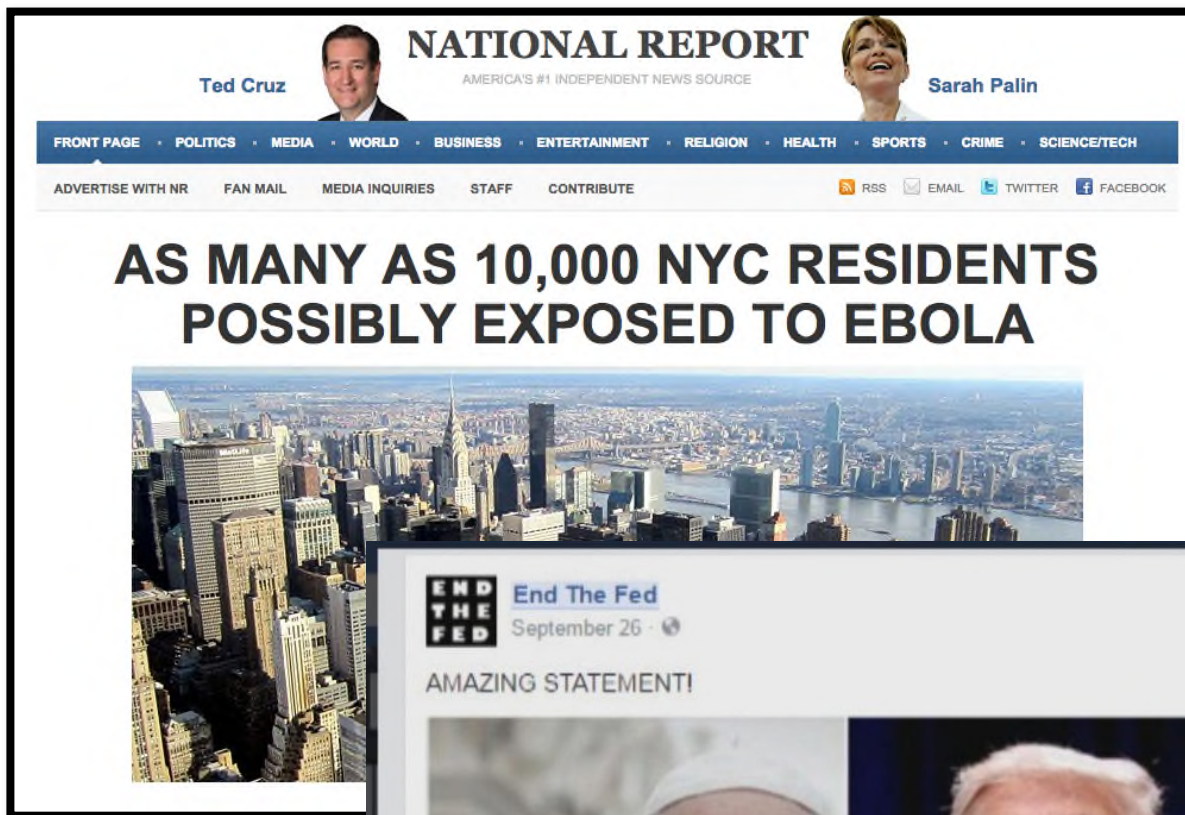 NATIONAL REPORT
Ted Cruz
AMERICA'S #1 INDEPENDENT NEWS SOURCE
Sarah Palin
FRONT PAGE • POLITICS • MEDIA • WORLD • BUSINESS • ENTERTAINMENT • RELIGION • HEALTH • SPORTS • CRIME • SCIENCE/TECH
ADVERTISE WITH NR FAN MAIL MEDIA INQUIRIES STAFF CONTRIBUTE RSS EMAIL TWITTER FACEBOOK
AS MANY AS 10,000 NYC RESIDENTS
POSSIBLY EXPOSED TO EBOLA
MetLife
END
THE
FED
End The Fed
September 26 ·
AMAZING STATEMENT!